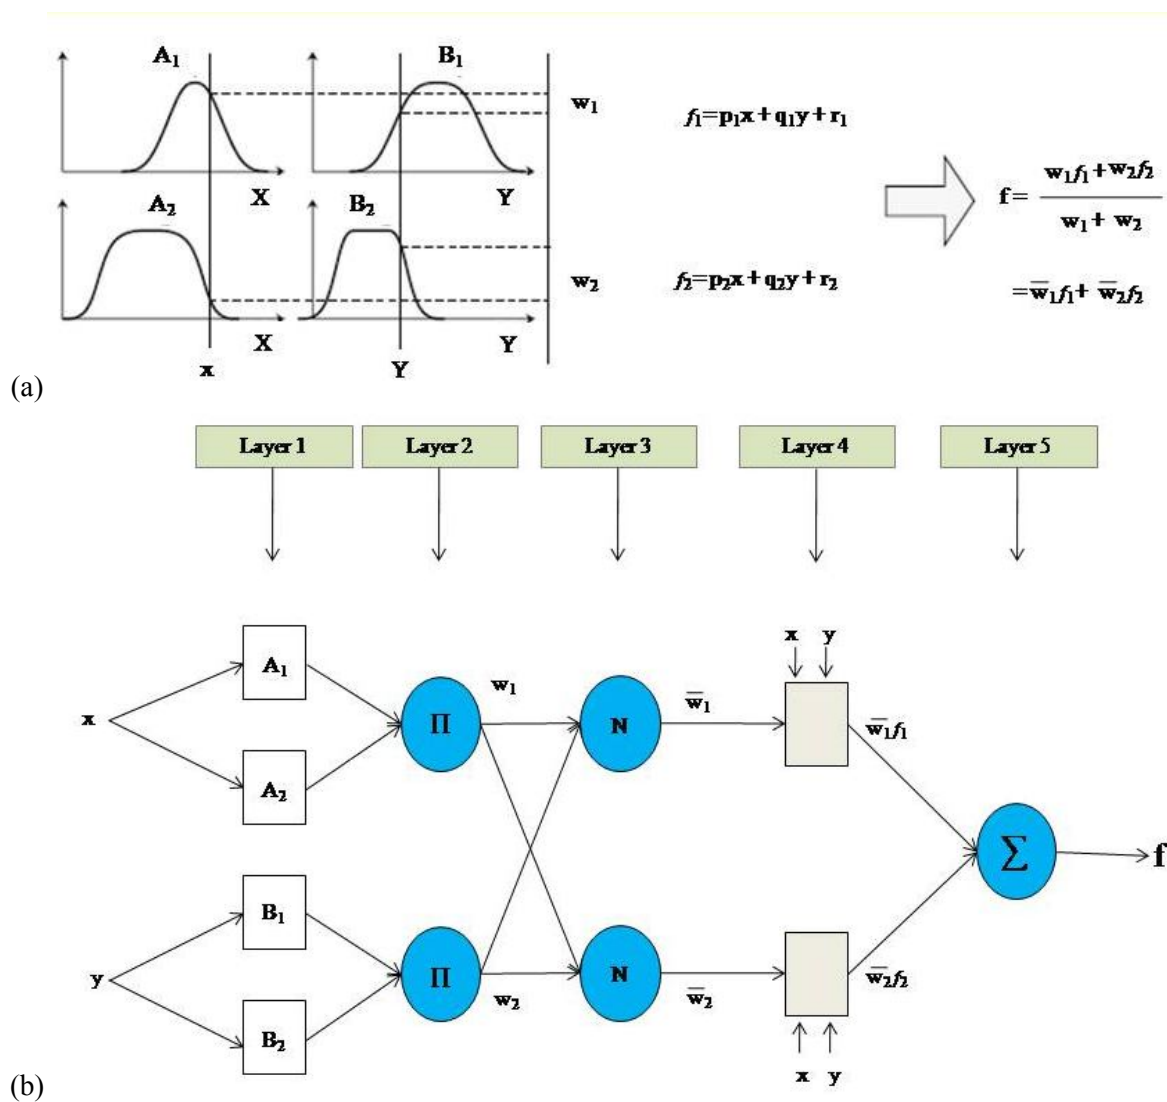 A₁
B₁
w₁
f₁=p₁x+q₁y+r₁
X
Y
A₂
B₂
f = w₁f₁+w₂f₂
w₁+ w₂
w₂
f₂=p₂x+q₂y+r₂
=w̅₁f₁+ w̅₂f₂
X
Y
x
Y
(a)
Layer 1
Layer 2
Layer 3
Layer 4
Layer 5
x y
A₁
w₁
w̅₁
x
Π
N
w̅₁f₁
A₂
Σ
f
B₁
y
Π
N
w̅₂f₂
w₂
w̅₂
B₂
x y
(b)